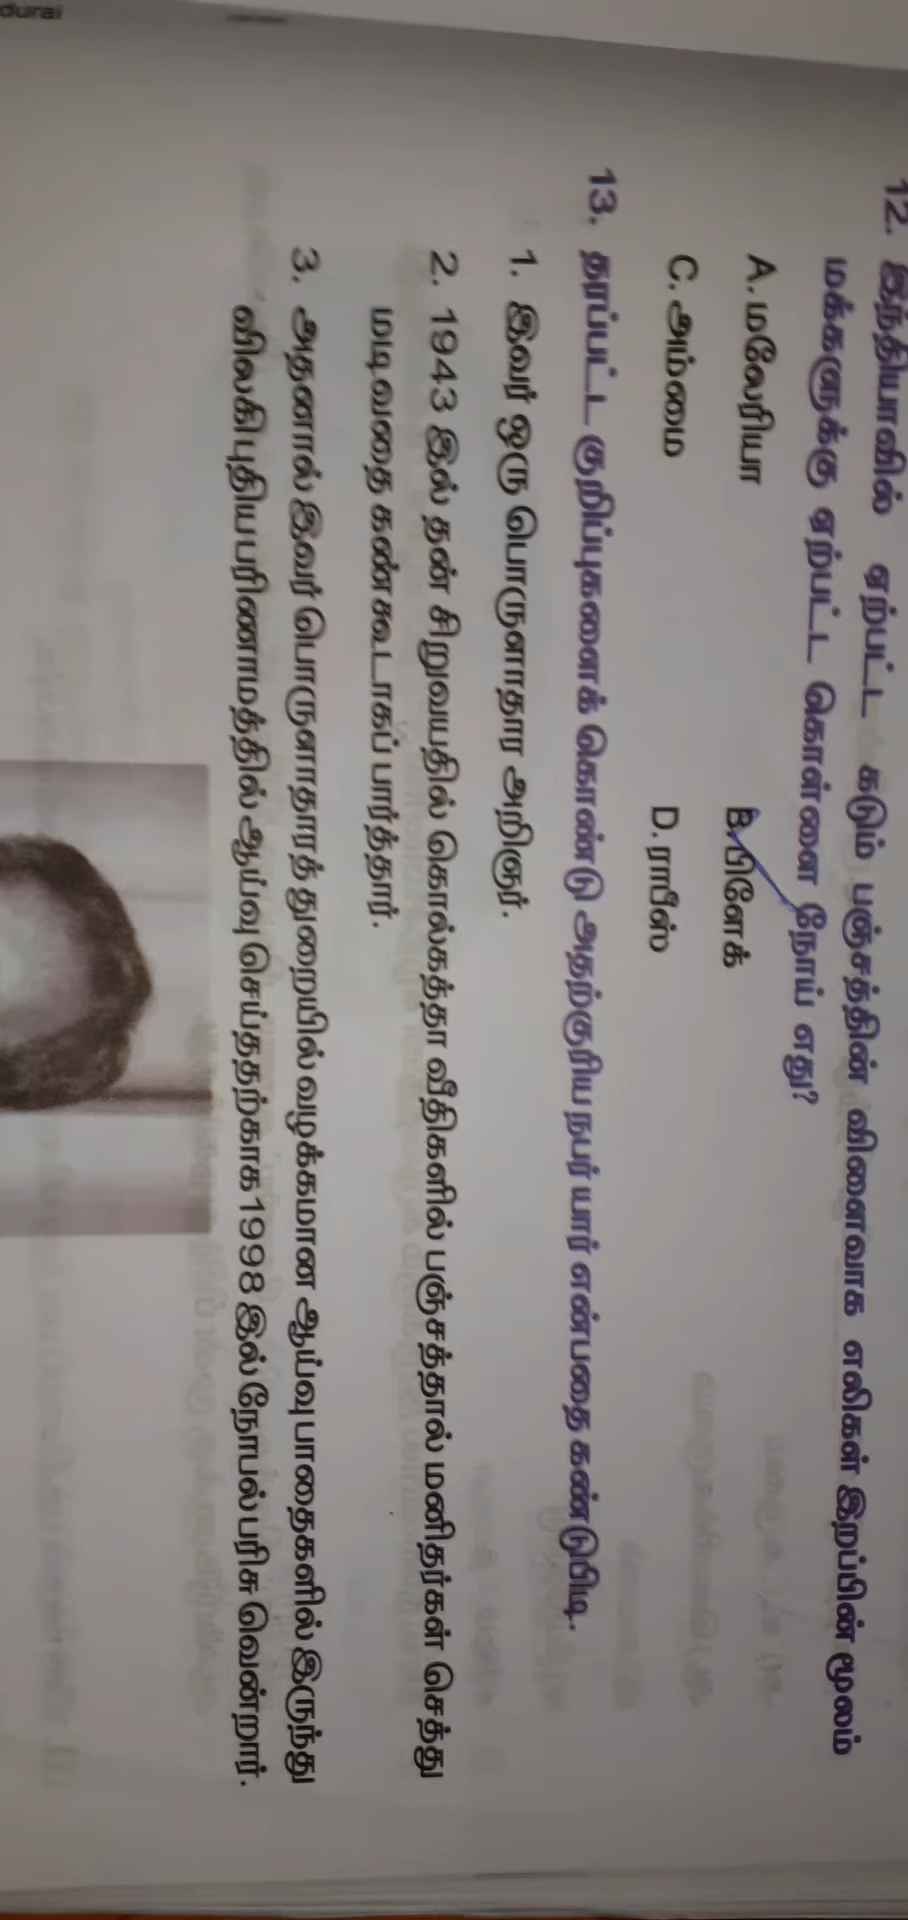 durai
12. இந்தியாவில் ஏற்பட்ட கடும் பஞ்சத்தின் விளைவாக எலிகள் இறப்பின் மூலம்
மக்களுக்கு ஏற்பட்ட கொள்ளை நோய் எது?
A. மலேரியா B. பிளேக்
C. அம்மை D. ராபீஸ்
13. தரப்பட்ட குறிப்புகளைக் கொண்டு அதற்குரிய நபர் யார் என்பதை கண்டுபிடி.
1. இவர் ஒரு பொருளாதார அறிஞர்.
2. 1943 இல் தன் சிறுவயதில் கொல்கத்தா வீதிகளில் பஞ்சத்தால் மனிதர்கள் செத்து
மடிவதை கண்கூடாகப் பார்த்தார்.
3. அதனால் இவர் பொருளாதாரத் துறையில் வழக்கமான ஆய்வு பாதைகளில் இருந்து
விலகி புதிய பரிணாமத்தில் ஆய்வு செய்ததற்காக 1998 இல் நோபல் பரிசு வென்றார்.